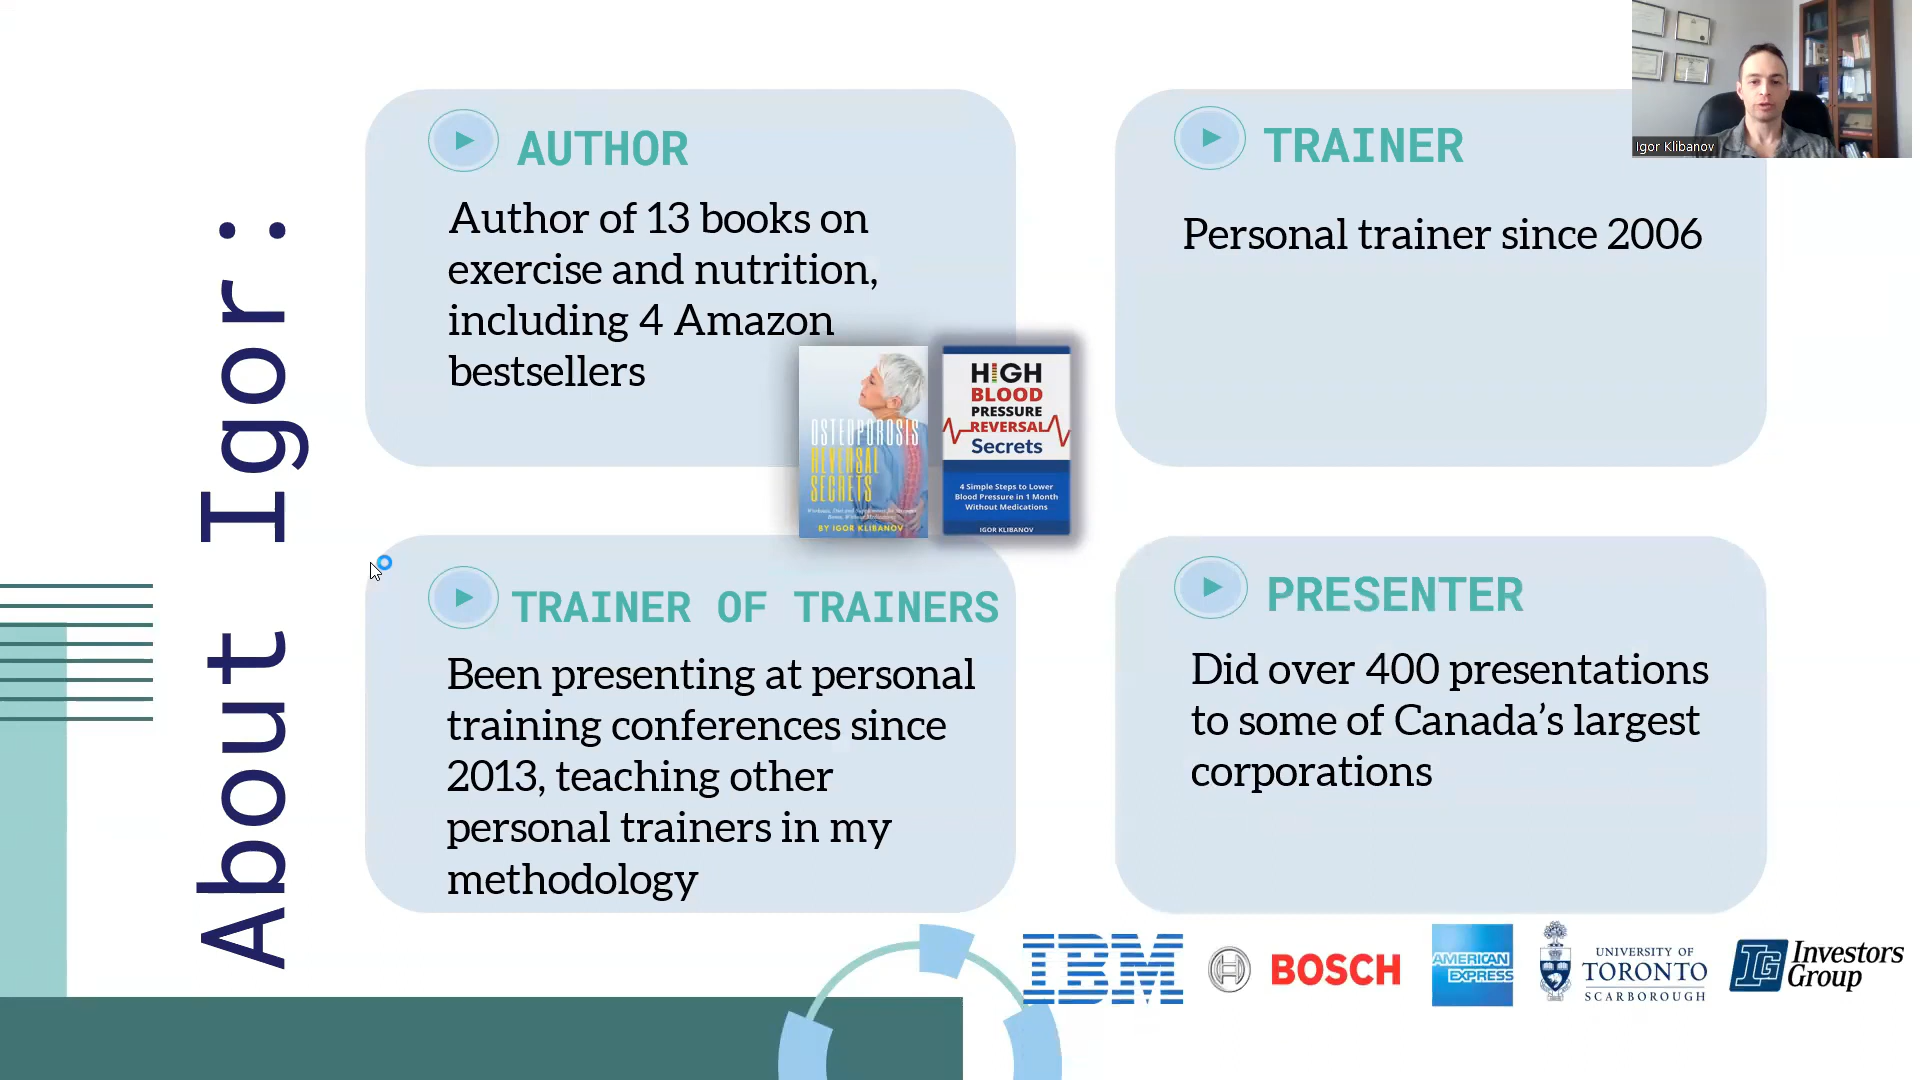 About Igor:
AUTHOR
Author of 13 books on
exercise and nutrition,
including 4 Amazon
bestsellers
OSTEOPOROSIS
REVERSAL
SECRETS
BY IGOR KLIBANOV
HIGH
BLOOD
PRESSURE
REVERSAL
Secrets
4 Simple Steps to Lower
Blood Pressure in 1 Month
Without Medications
IGOR KLIBANOV
TRAINER
Personal trainer since 2006
Igor Klibanov
TRAINER OF TRAINERS
Been presenting at personal
training conferences since
2013, teaching other
personal trainers in my
methodology
PRESENTER
Did over 400 presentations
to some of Canada’s largest
corporations
IBM
BOSCH
AMERICAN
EXPRESS
UNIVERSITY OF
TORONTO
SCARBOROUGH
IG
Investors
Group